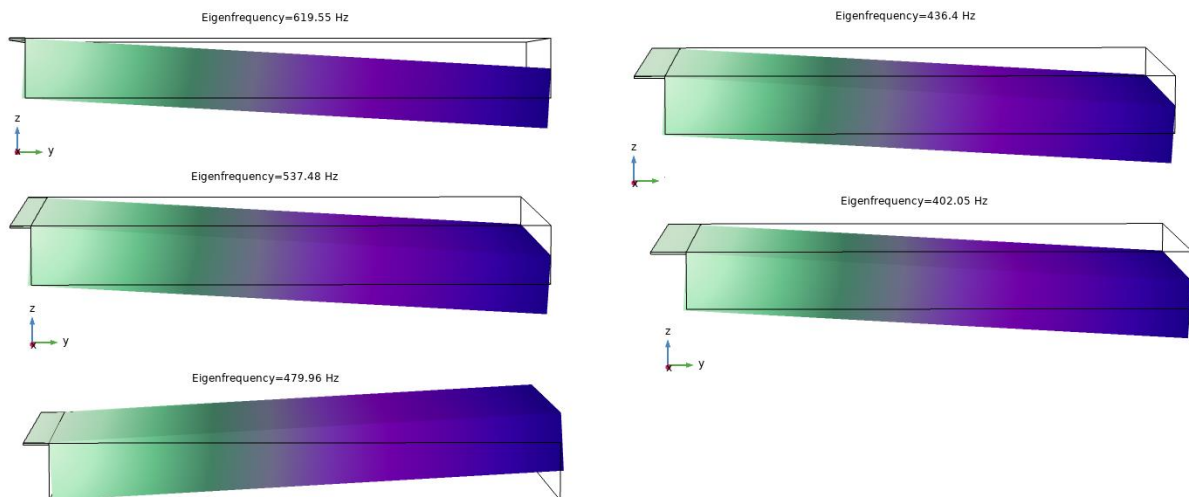 Eigenfrequency=619.55 Hz
z
x
y
Eigenfrequency=537.48 Hz
z
x
y
Eigenfrequency=479.96 Hz
Eigenfrequency=436.4 Hz
z
x
Eigenfrequency=402.05 Hz
z
x
y